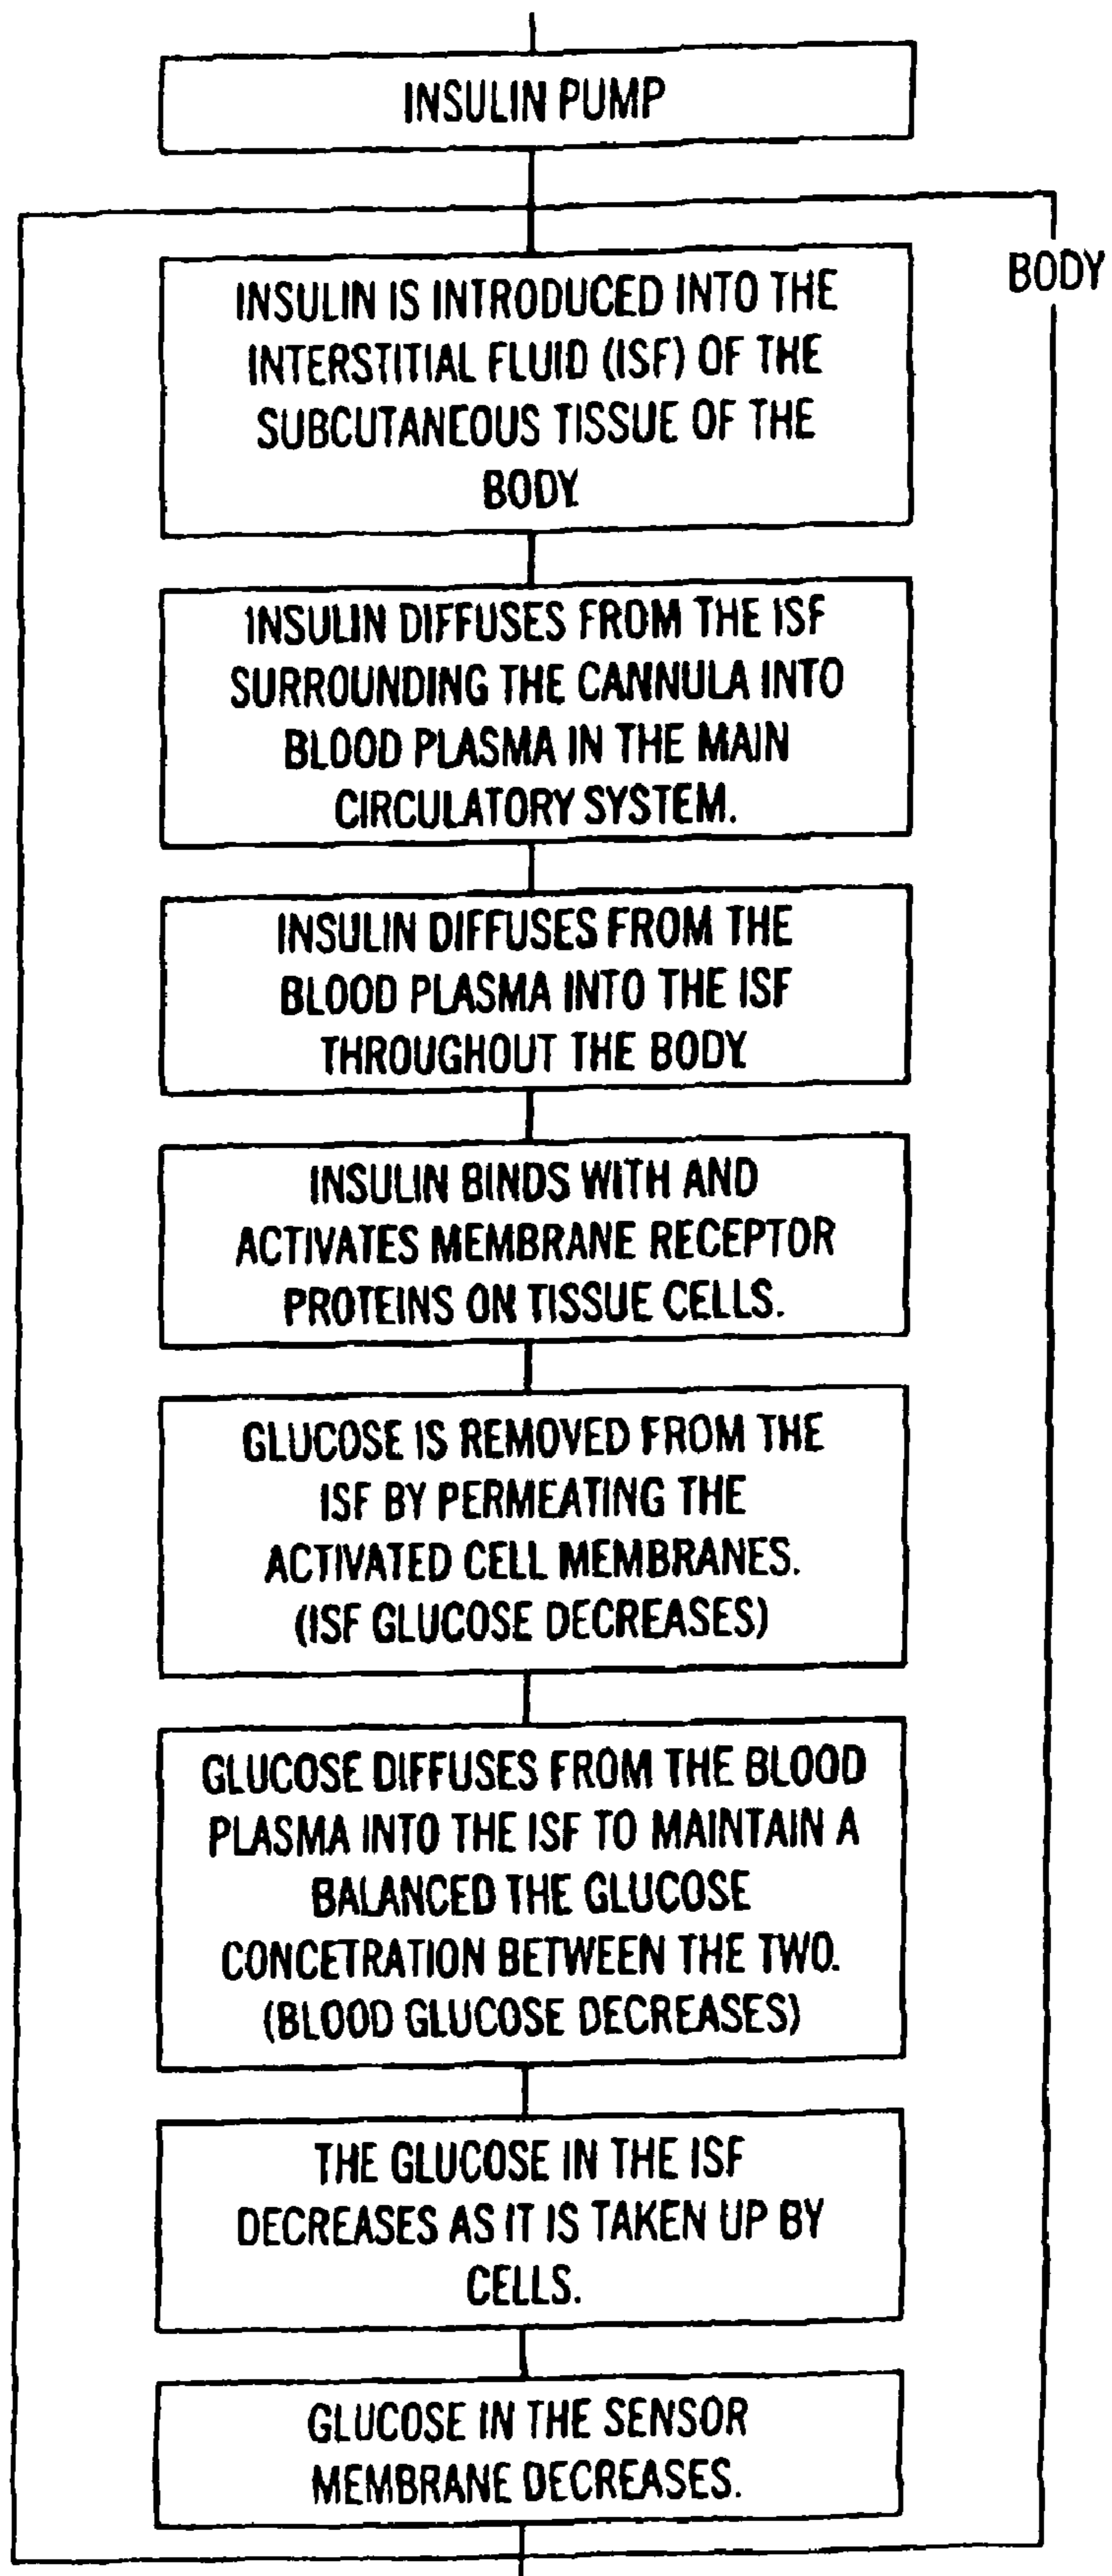 INSULIN PUMP
BODY
INSULIN IS INTRODUCED INTO THE
INTERSTITIAL FLUID (ISF) OF THE
SUBCUTANEOUS TISSUE OF THE
BODY.
INSULIN DIFFUSES FROM THE ISF
SURROUNDING THE CANNULA INTO
BLOOD PLASMA IN THE MAIN
CIRCULATORY SYSTEM.
INSULIN DIFFUSES FROM THE
BLOOD PLASMA INTO THE ISF
THROUGHOUT THE BODY.
INSULIN BINDS WITH AND
ACTIVATES MEMBRANE RECEPTOR
PROTEINS ON TISSUE CELLS.
GLUCOSE IS REMOVED FROM THE
ISF BY PERMEATING THE
ACTIVATED CELL MEMBRANES.
(ISF GLUCOSE DECREASES)
GLUCOSE DIFFUSES FROM THE BLOOD
PLASMA INTO THE ISF TO MAINTAIN A
BALANCED THE GLUCOSE
CONCETRATION BETWEEN THE TWO.
(BLOOD GLUCOSE DECREASES)
THE GLUCOSE IN THE ISF
DECREASES AS IT IS TAKEN UP BY
CELLS.
GLUCOSE IN THE SENSOR
MEMBRANE DECREASES.